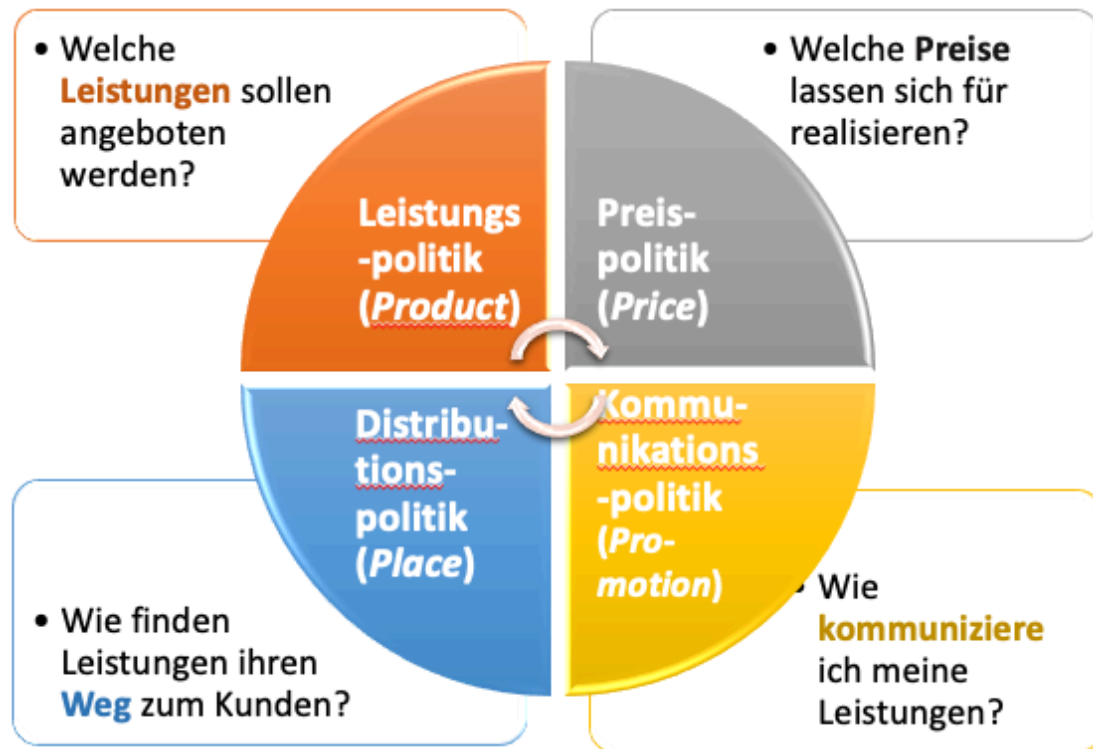 • Welche
Leistungen sollen
angeboten
werden?
• Welche Preise
lassen sich für
realisieren?
Leistungs
-politik
(Product)
Preis-
politik
(Price)
Distribu-
tions-
politik
(Place)
Kommu-
nikations
-politik
(Pro-
motion)
• Wie finden
Leistungen ihren
Weg zum Kunden?
• Wie
kommuniziere
ich meine
Leistungen?